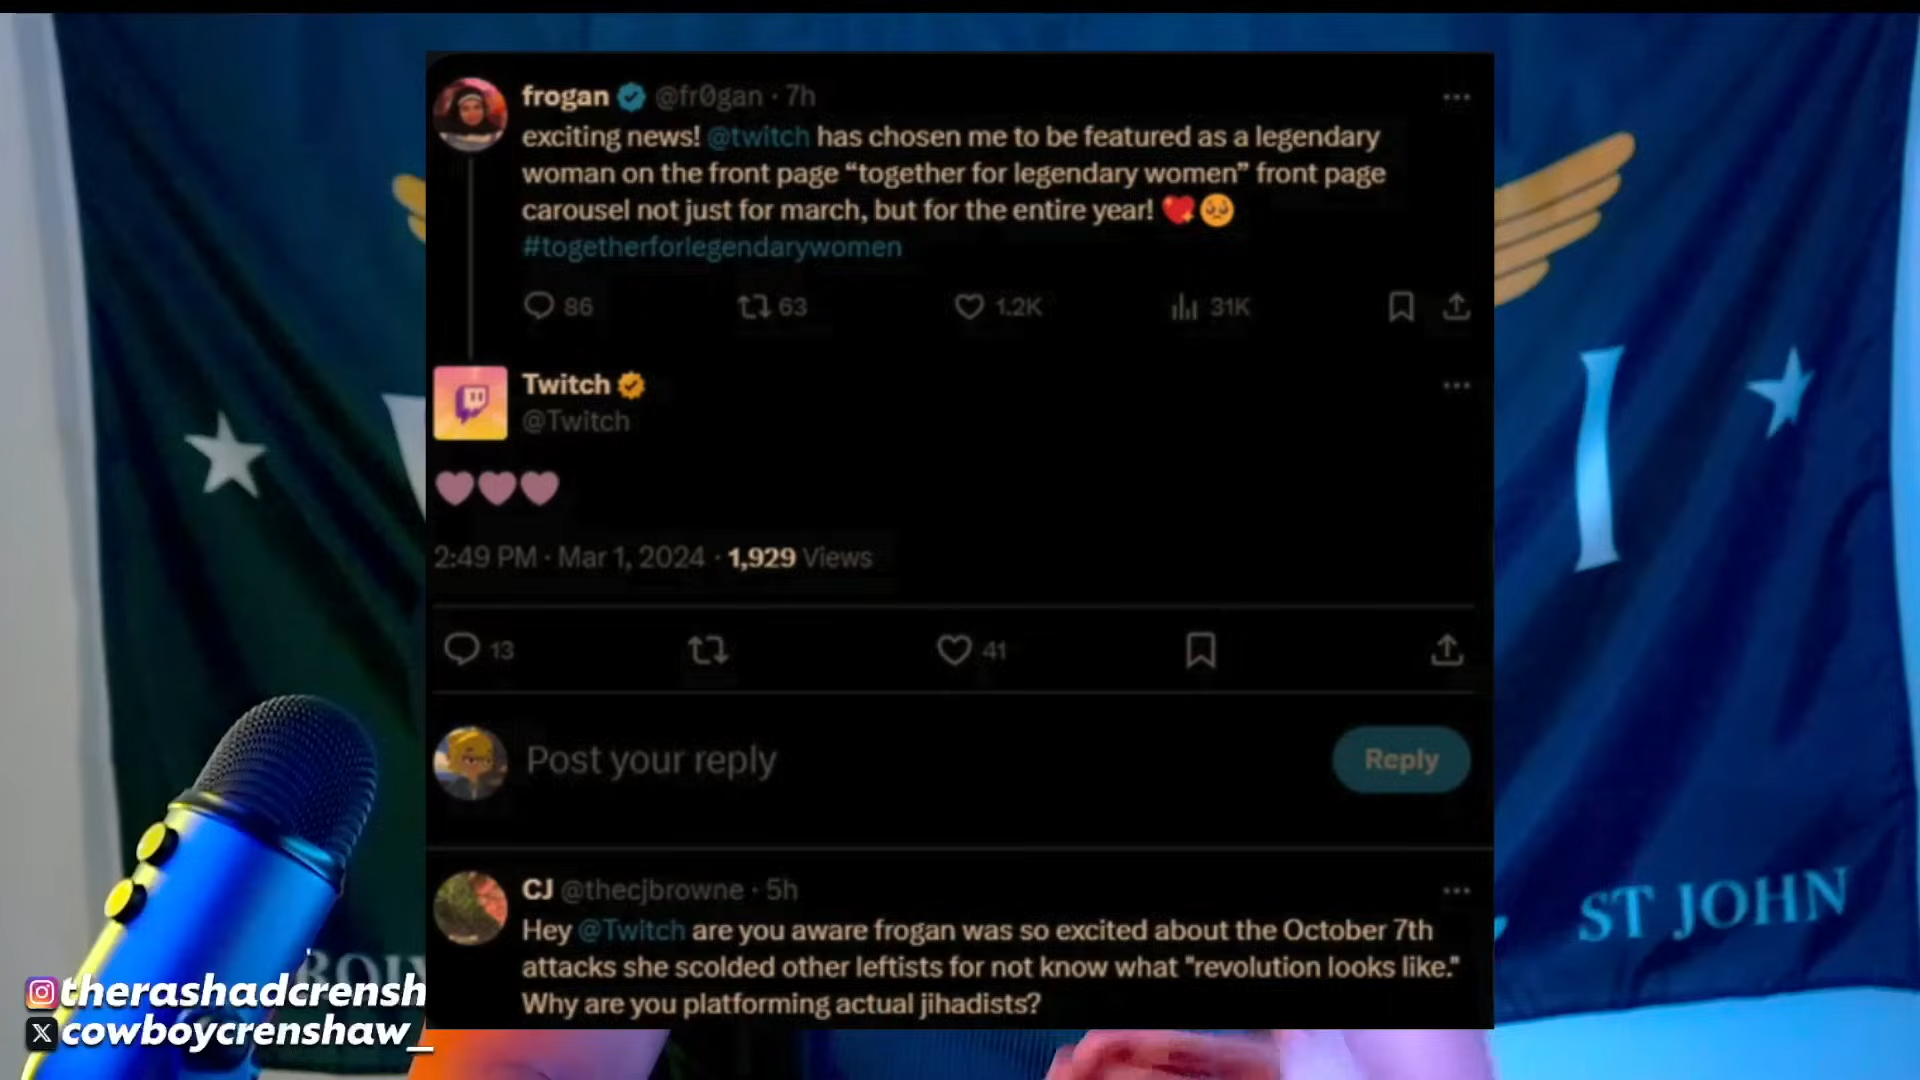 frogan @fr0gan · 7h
exciting news! @twitch has chosen me to be featured as a legendary
woman on the front page “together for legendary women” front page
carousel not just for march, but for the entire year! 💖🥺
#togetherforlegendarywomen
86 63 1.2K 31K
Twitch
@Twitch
🩷🩷🩷
2:49 PM · Mar 1, 2024 · 1,929 Views
13 41
Post your reply
Reply
CJ @thecjbrowne · 5h
Hey @Twitch are you aware frogan was so excited about the October 7th
attacks she scolded other leftists for not know what "revolution looks like."
Why are you platforming actual jihadists?
I
ST JOHN
ROIX
therashadcrensh
cowboycrenshaw_